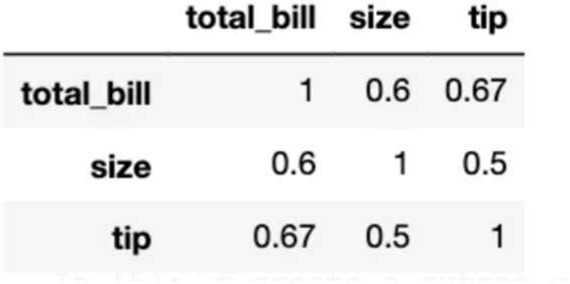 total_bill size tip
total_bill 1 0.6 0.67
size 0.6 1 0.5
tip 0.67 0.5 1